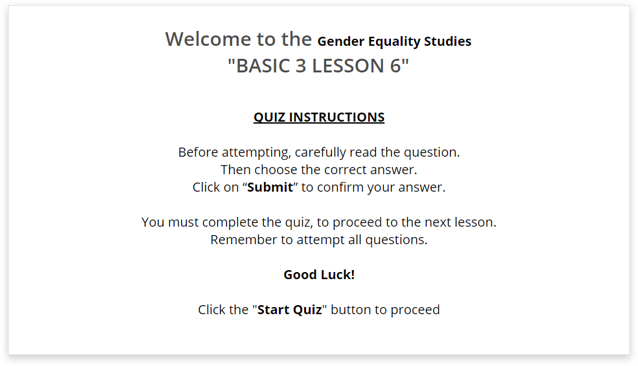 Welcome to the Gender Equality Studies
"BASIC 3 LESSON 6"
QUIZ INSTRUCTIONS
Before attempting, carefully read the question.
Then choose the correct answer.
Click on “Submit” to confirm your answer.
You must complete the quiz, to proceed to the next lesson.
Remember to attempt all questions.
Good Luck!
Click the "Start Quiz" button to proceed